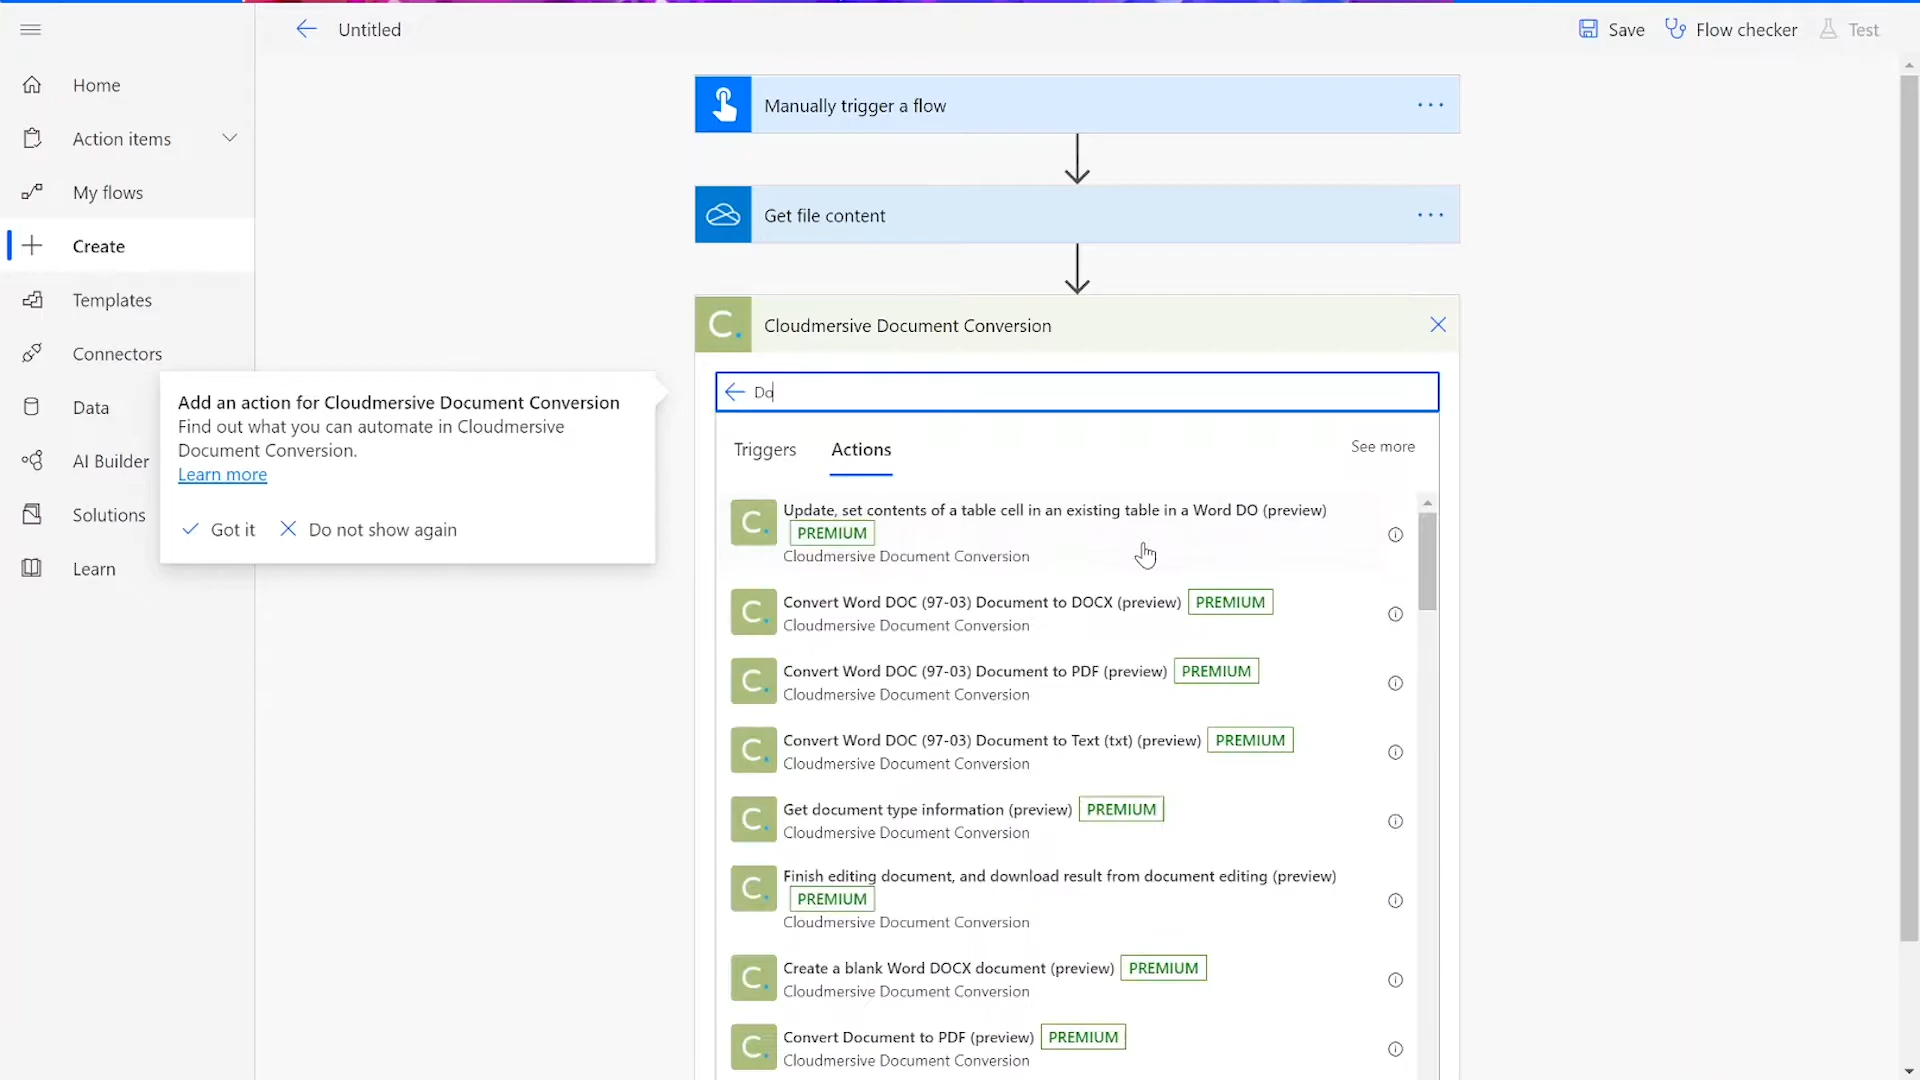 Untitled
Save
Flow checker
Test
Home
Action items
My flows
Create
Templates
Connectors
Data
AI Builder
Solutions
Learn
Add an action for Cloudmersive Document Conversion
Find out what you can automate in Cloudmersive
Document Conversion.
Learn more
Got it
Do not show again
Manually trigger a flow
Get file content
C.
Cloudmersive Document Conversion
Do
Triggers
Actions
See more
C.
Update, set contents of a table cell in an existing table in a Word DO (preview)
PREMIUM
Cloudmersive Document Conversion
C.
Convert Word DOC (97-03) Document to DOCX (preview) PREMIUM
Cloudmersive Document Conversion
C.
Convert Word DOC (97-03) Document to PDF (preview) PREMIUM
Cloudmersive Document Conversion
C.
Convert Word DOC (97-03) Document to Text (txt) (preview) PREMIUM
Cloudmersive Document Conversion
C.
Get document type information (preview) PREMIUM
Cloudmersive Document Conversion
C.
Finish editing document, and download result from document editing (preview)
PREMIUM
Cloudmersive Document Conversion
C.
Create a blank Word DOCX document (preview) PREMIUM
Cloudmersive Document Conversion
C.
Convert Document to PDF (preview) PREMIUM
Cloudmersive Document Conversion